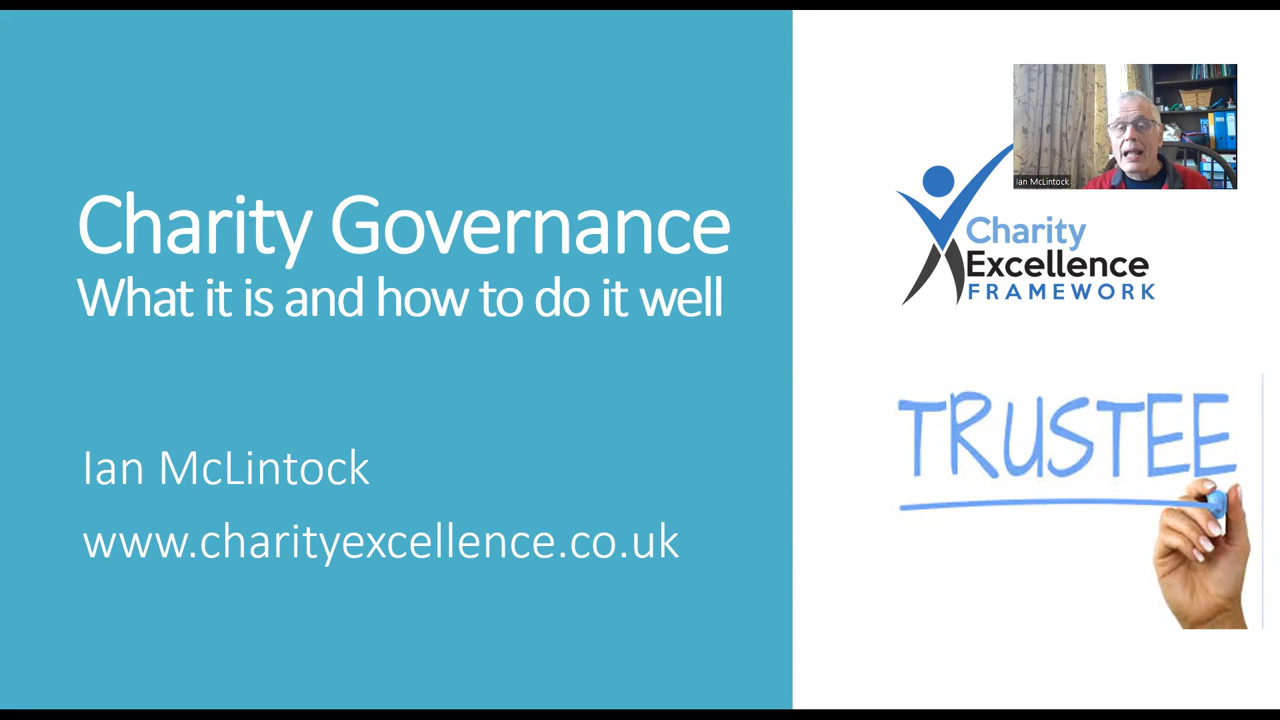 Charity Governance
What it is and how to do it well
Ian McLintock
www.charityexcellence.co.uk
Ian McLintock
Charity
Excellence
FRAMEWORK
TRUSTEE